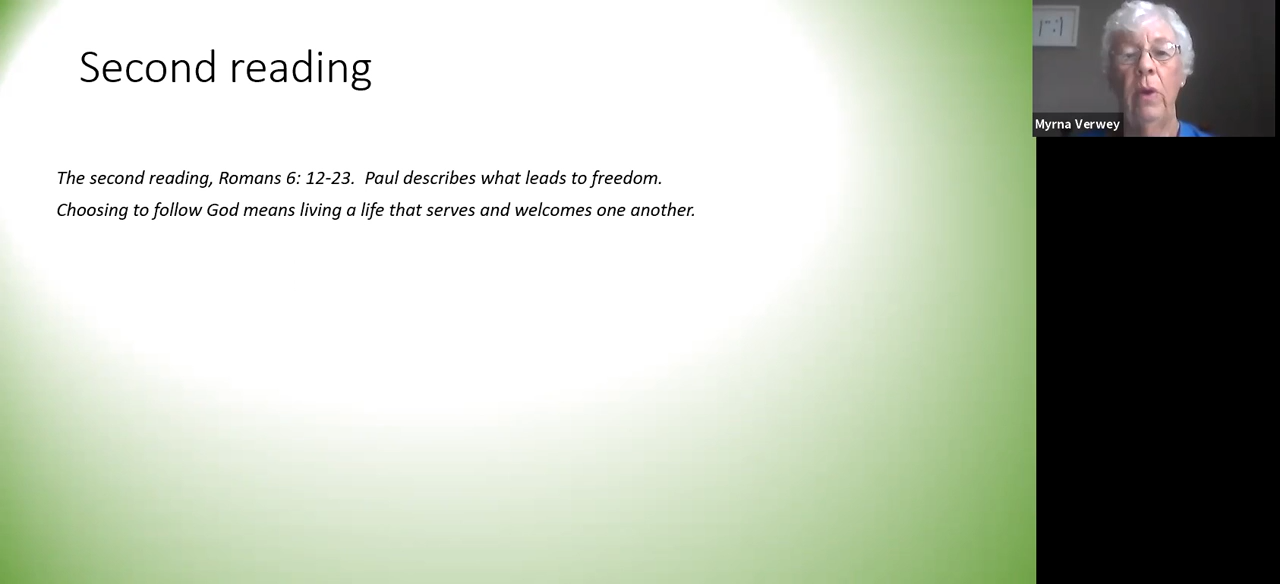 Second reading
The second reading, Romans 6: 12-23.  Paul describes what leads to freedom.
Choosing to follow God means living a life that serves and welcomes one another.
Myrna Verwey